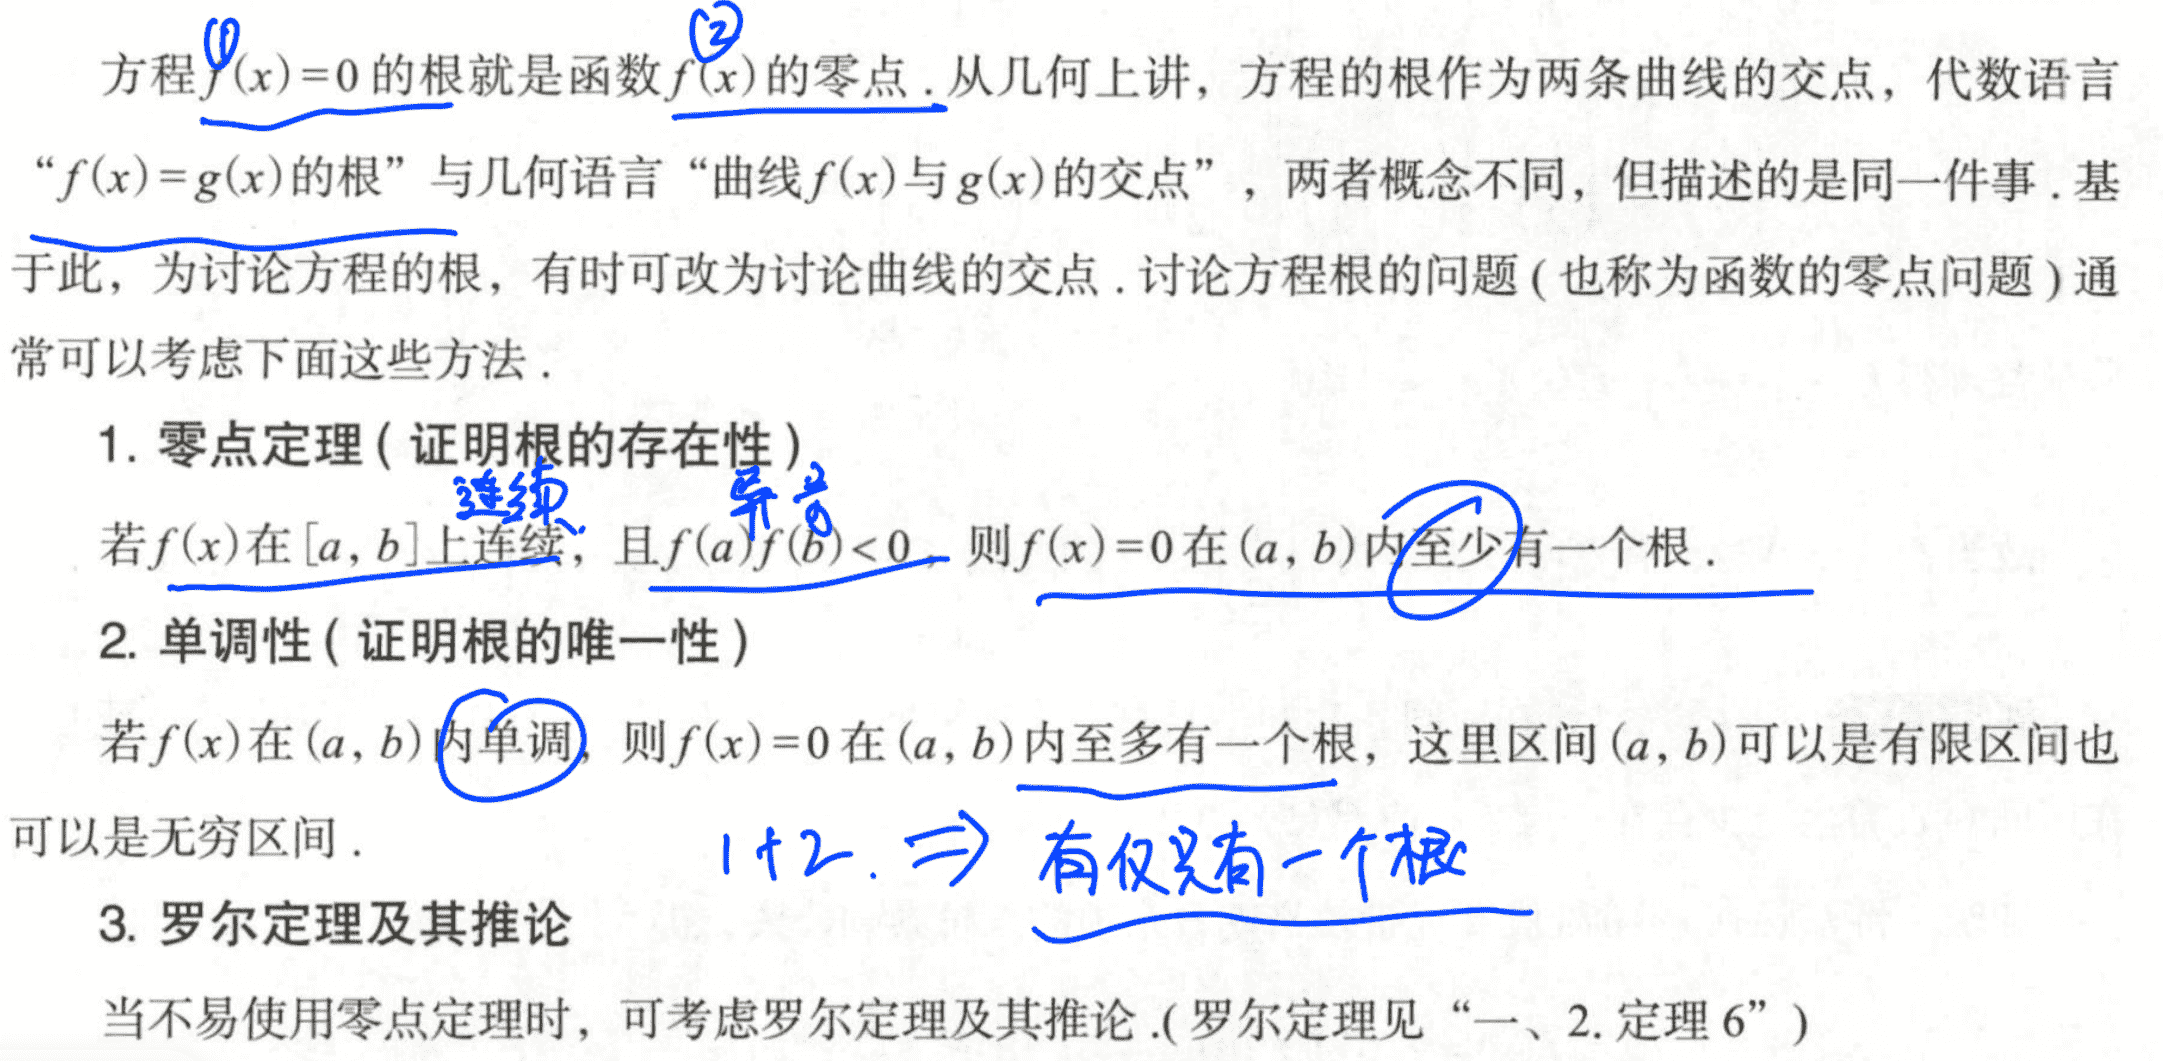 ① ②
方程f(x)=0的根就是函数f(x)的零点.从几何上讲，方程的根作为两条曲线的交点，代数语言
“f(x)=g(x)的根”与几何语言“曲线f(x)与g(x)的交点”，两者概念不同，但描述的是同一件事.基
于此，为讨论方程的根，有时可改为讨论曲线的交点.讨论方程根的问题(也称为函数的零点问题)通
常可以考虑下面这些方法.
1. 零点定理(证明根的存在性)
连续 异号
若f(x)在[a, b]上连续，且f(a)f(b)<0，则f(x)=0在(a, b)内至少有一个根.
2. 单调性(证明根的唯一性)
若f(x)在(a, b)内单调，则f(x)=0在(a, b)内至多有一个根，这里区间(a, b)可以是有限区间也
可以是无穷区间.
1+2. ⇒ 有仅只有一个根
3. 罗尔定理及其推论
当不易使用零点定理时，可考虑罗尔定理及其推论.(罗尔定理见“一、2. 定理6”)